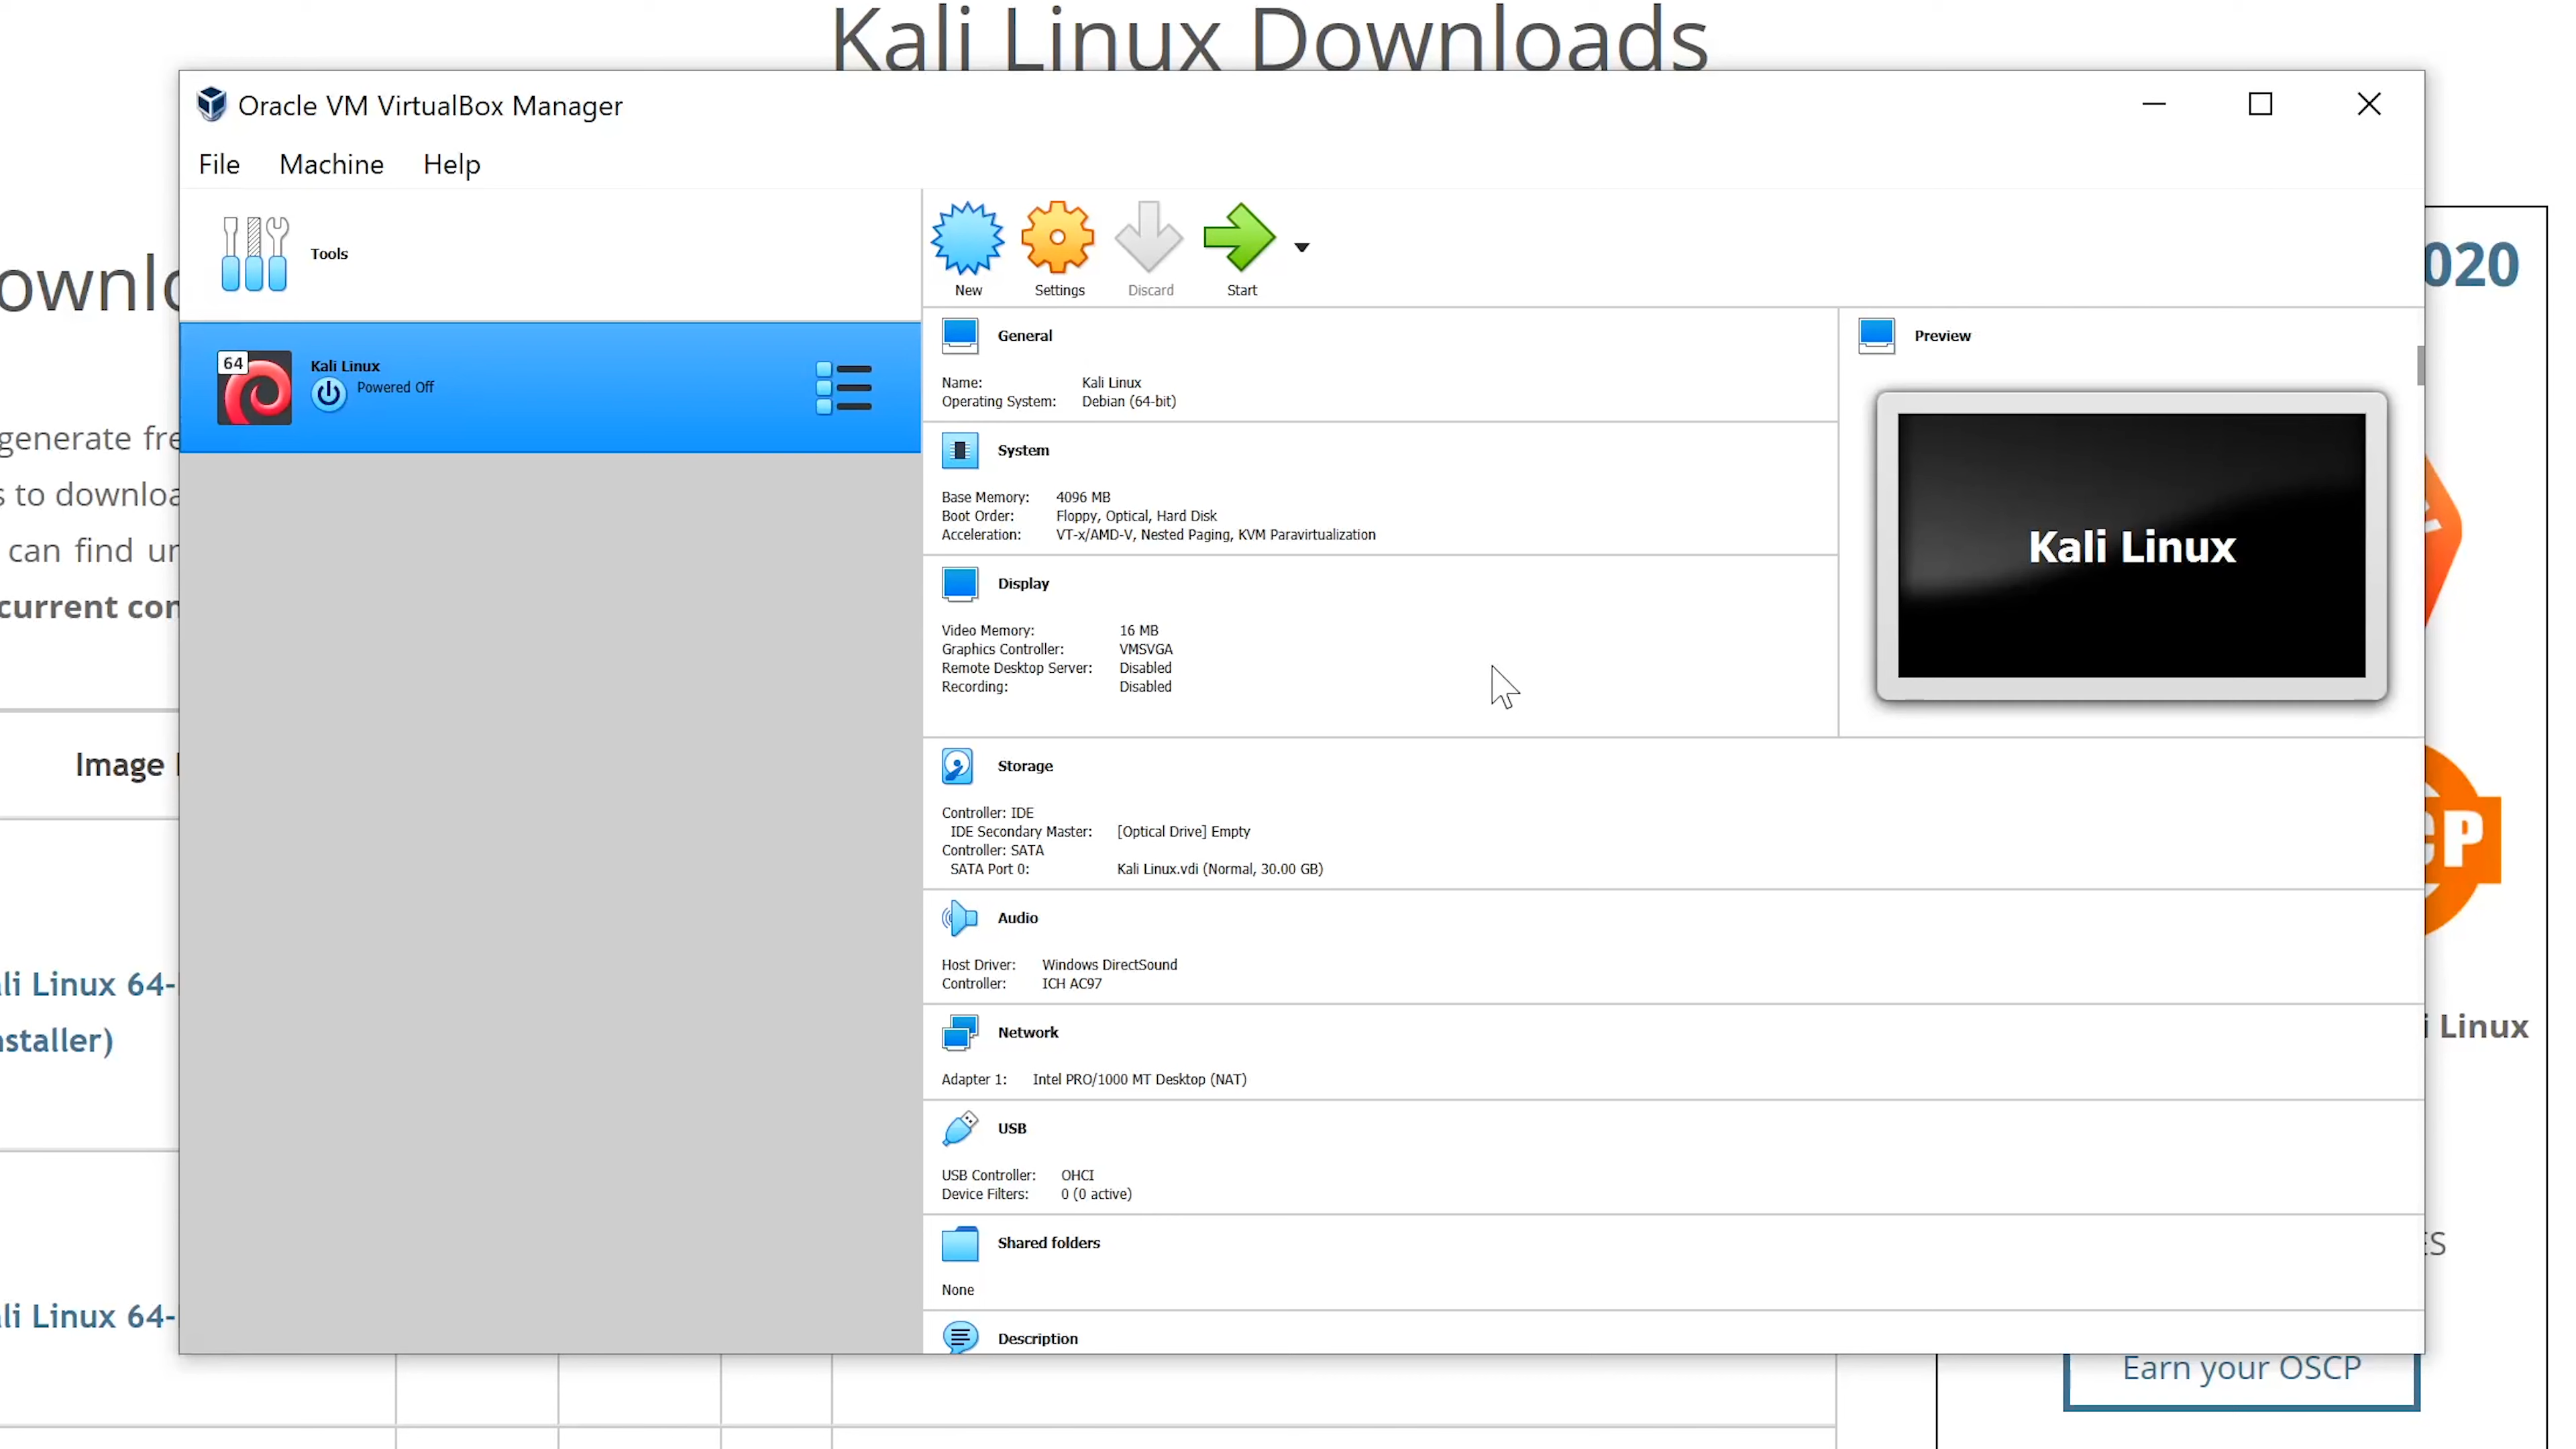 Kali Linux Downloads
Oracle VM VirtualBox Manager
File Machine Help
Tools
64
Kali Linux
Powered Off
New Settings Discard Start
General
Name: Kali Linux
Operating System: Debian (64-bit)
System
Base Memory: 4096 MB
Boot Order: Floppy, Optical, Hard Disk
Acceleration: VT-x/AMD-V, Nested Paging, KVM Paravirtualization
Display
Video Memory: 16 MB
Graphics Controller: VMSVGA
Remote Desktop Server: Disabled
Recording: Disabled
Preview
Kali Linux
Storage
Controller: IDE
IDE Secondary Master: [Optical Drive] Empty
Controller: SATA
SATA Port 0: Kali Linux.vdi (Normal, 30.00 GB)
Audio
Host Driver: Windows DirectSound
Controller: ICH AC97
Network
Adapter 1: Intel PRO/1000 MT Desktop (NAT)
USB
USB Controller: OHCI
Device Filters: 0 (0 active)
Shared folders
None
Description
ownlo
generate fre
s to downloa
can find un
current con
Image
li Linux 64-
nstaller)
li Linux 64-
020
CP
i Linux
ES
Earn your OSCP